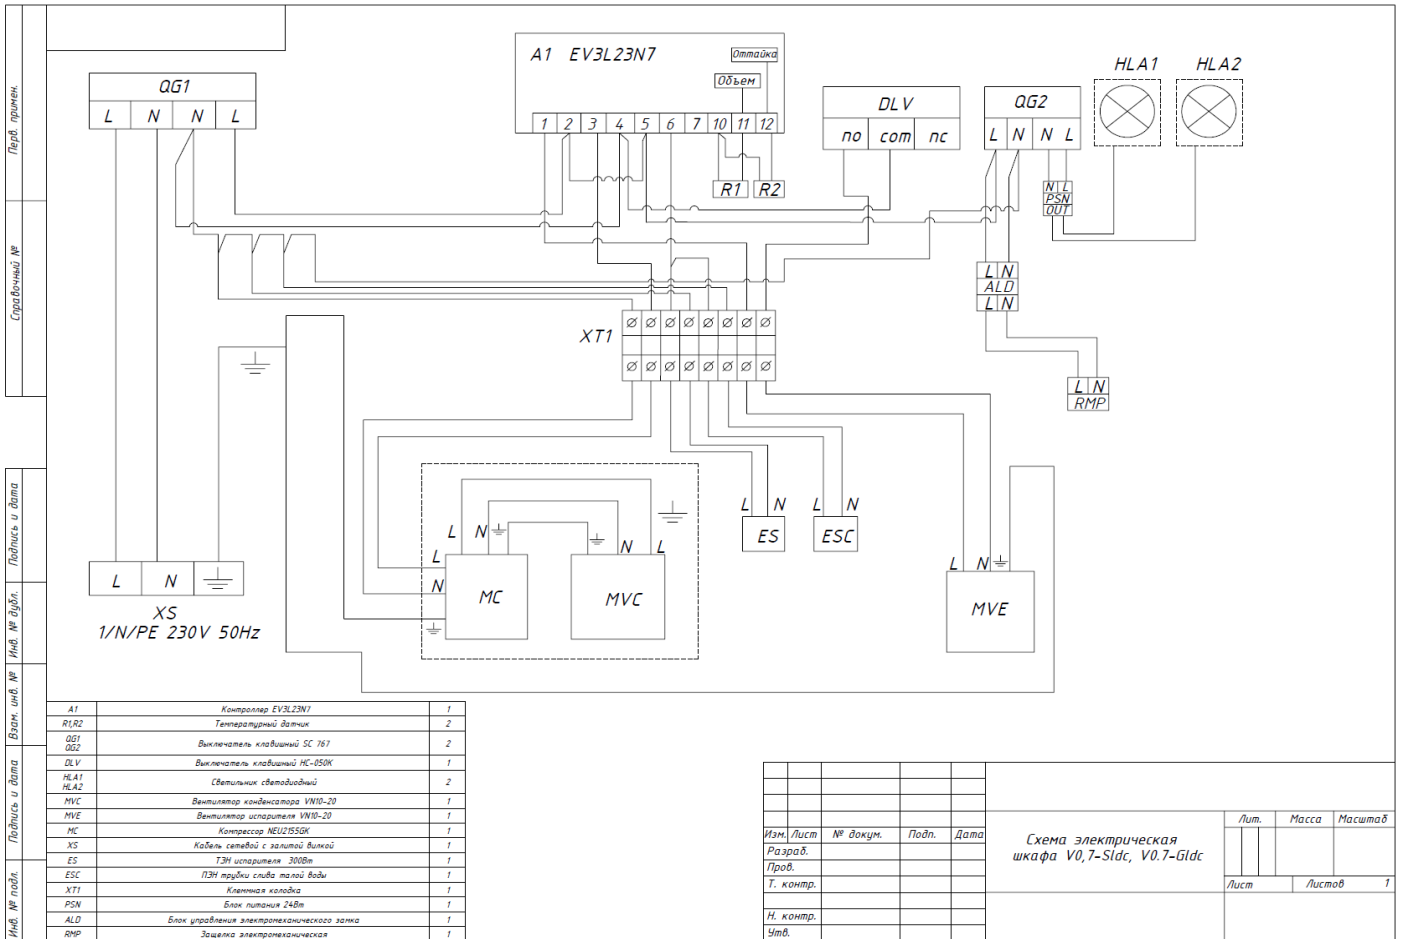 Перв. примен.
Справочный №
Подпись и дата
Инв. № дубл.
Взам. инв. №
Подпись и дата
Инв. № подл.
QG1
L N N L
A1 EV3L23N7
Оттайка
Объем
1 2 3 4 5 6 7 10 11 12
R1 R2
DLV
no com nc
QG2
L N N L
HLA1 HLA2
N L
PSN
OUT
L N
ALD
L N
L N
RMP
XT1
L N
L
N
N L
MC
MVC
L N
ES
L N
ESC
L N
MVE
L N
XS
1/N/PE 230V 50Hz
A1 Контроллер EV3L23N7 1
R1,R2 Температурный датчик 2
QG1
QG2 Выключатель клавишный SC 767 2
DLV Выключатель клавишный HC-050K 1
HLA1
HLA2 Светильник светодиодный 2
MVC Вентилятор конденсатора VN10-20 1
MVE Вентилятор испарителя VN10-20 1
MC Компрессор NEU2155GK 1
XS Кабель сетевой с залитой вилкой 1
ES ТЭН испарителя 300Вт 1
ESC ПЭН трубки слива талой воды 1
XT1 Клеммная колодка 1
PSN Блок питания 24Вт 1
ALD Блок управления электромеханического замка 1
RMP Защелка электромеханическая 1
Изм. Лист № докум. Подп. Дата
Разраб.
Пров.
Т. контр.
Н. контр.
Утв.
Схема электрическая
шкафа V0,7-Sldc, V0.7-Gldc
Лит. Масса Масштаб
Лист Листов 1